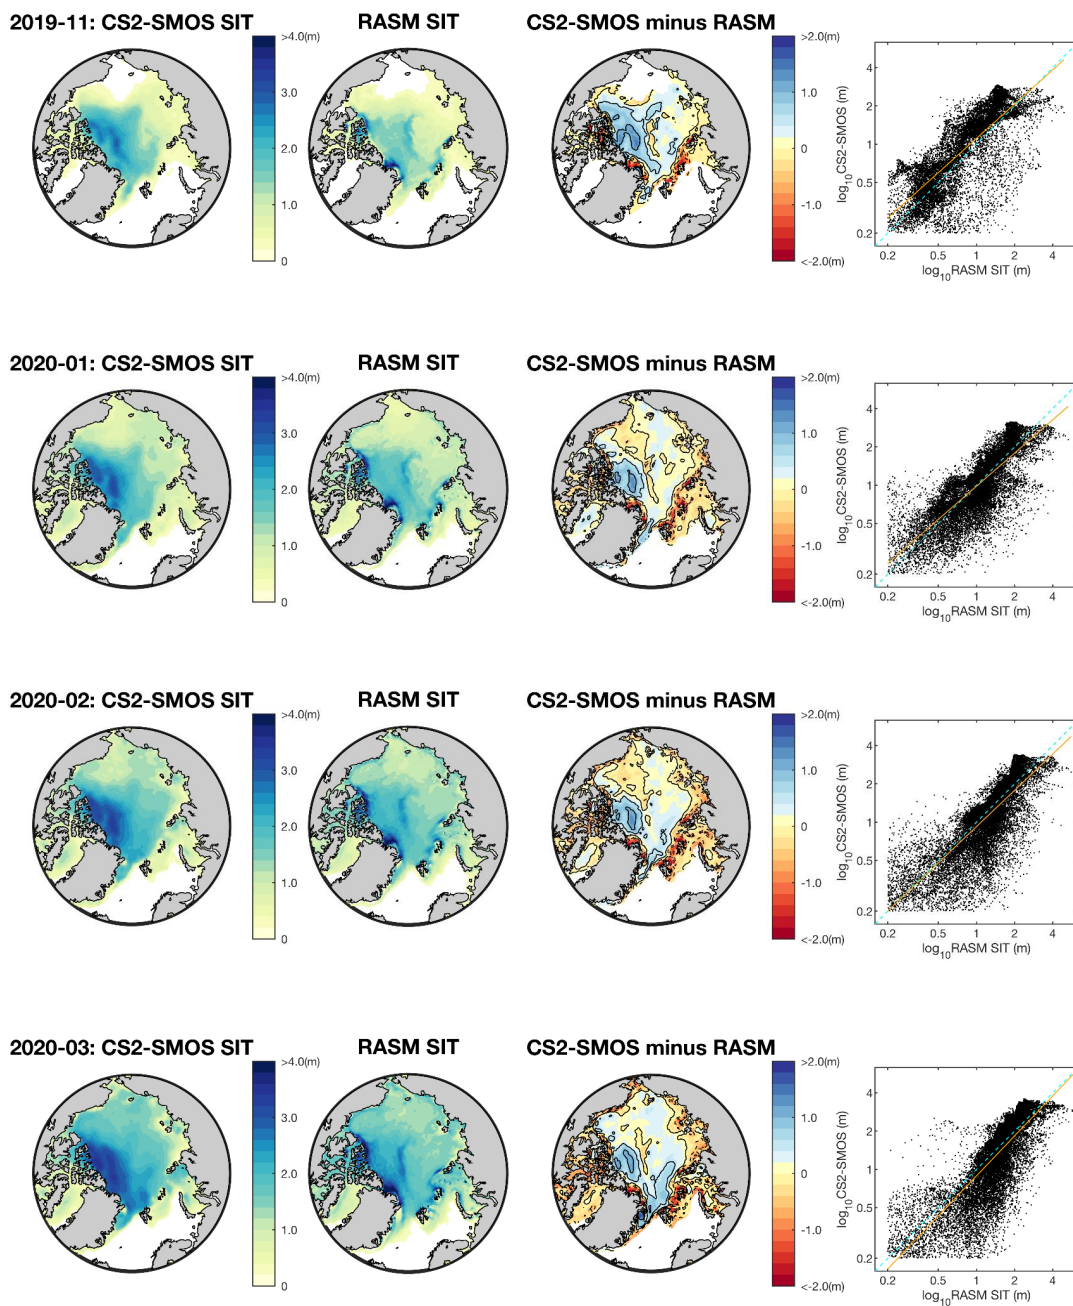 2019-11: CS2-SMOS SIT
RASM SIT
CS2-SMOS minus RASM
>4.0(m)
3.0
2.0
1.0
0
>2.0(m)
1.0
0
-1.0
<-2.0(m)
4
2
1
0.5
0.2
log10CS2-SMOS (m)
0.2 0.5 1 2 4
log10RASM SIT (m)
2020-01: CS2-SMOS SIT
RASM SIT
CS2-SMOS minus RASM
>4.0(m)
3.0
2.0
1.0
0
>2.0(m)
1.0
0
-1.0
<-2.0(m)
4
2
1
0.5
0.2
log10CS2-SMOS (m)
0.2 0.5 1 2 4
log10RASM SIT (m)
2020-02: CS2-SMOS SIT
RASM SIT
CS2-SMOS minus RASM
>4.0(m)
3.0
2.0
1.0
0
>2.0(m)
1.0
0
-1.0
<-2.0(m)
4
2
1
0.5
0.2
log10CS2-SMOS (m)
0.2 0.5 1 2 4
log10RASM SIT (m)
2020-03: CS2-SMOS SIT
RASM SIT
CS2-SMOS minus RASM
>4.0(m)
3.0
2.0
1.0
0
>2.0(m)
1.0
0
-1.0
<-2.0(m)
4
2
1
0.5
0.2
log10CS2-SMOS (m)
0.2 0.5 1 2 4
log10RASM SIT (m)